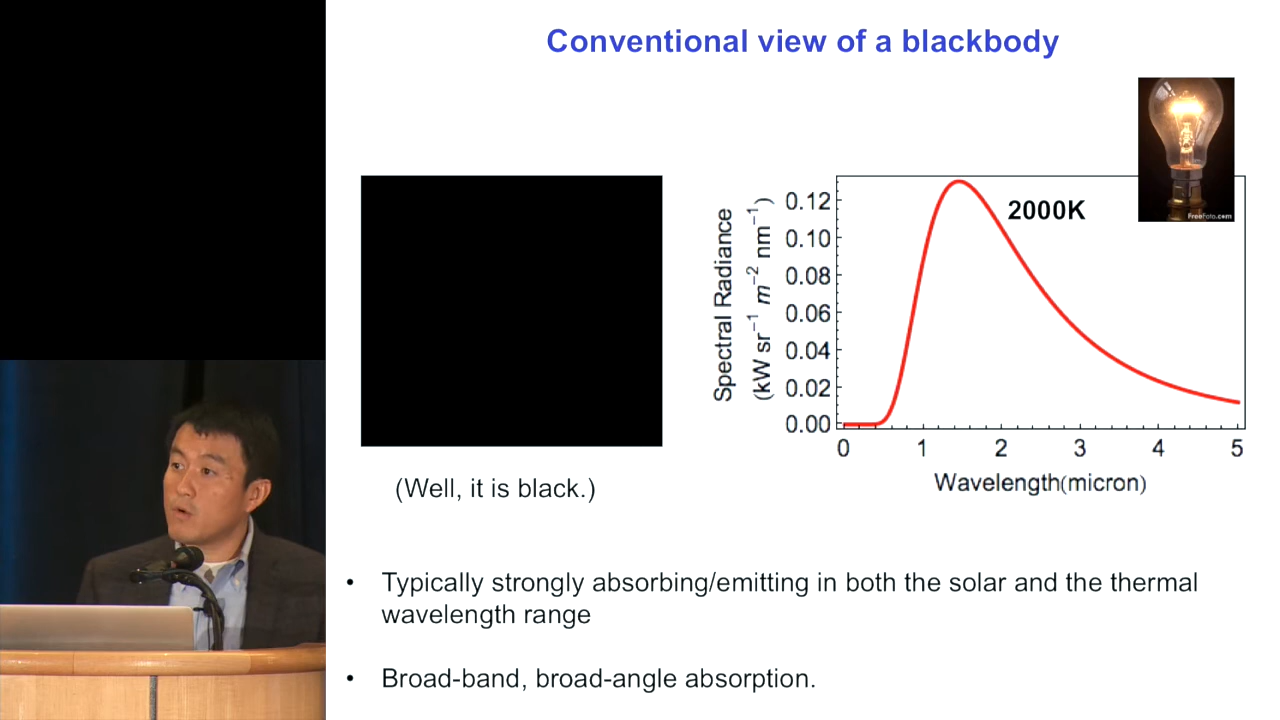 Conventional view of a blackbody
FreeFoto.com
2000K
Spectral Radiance
(kW sr⁻¹ m⁻² nm⁻¹)
0.12
0.10
0.08
0.06
0.04
0.02
0.00
0 1 2 3 4 5
Wavelength(micron)
(Well, it is black.)
• Typically strongly absorbing/emitting in both the solar and the thermal
wavelength range
• Broad-band, broad-angle absorption.